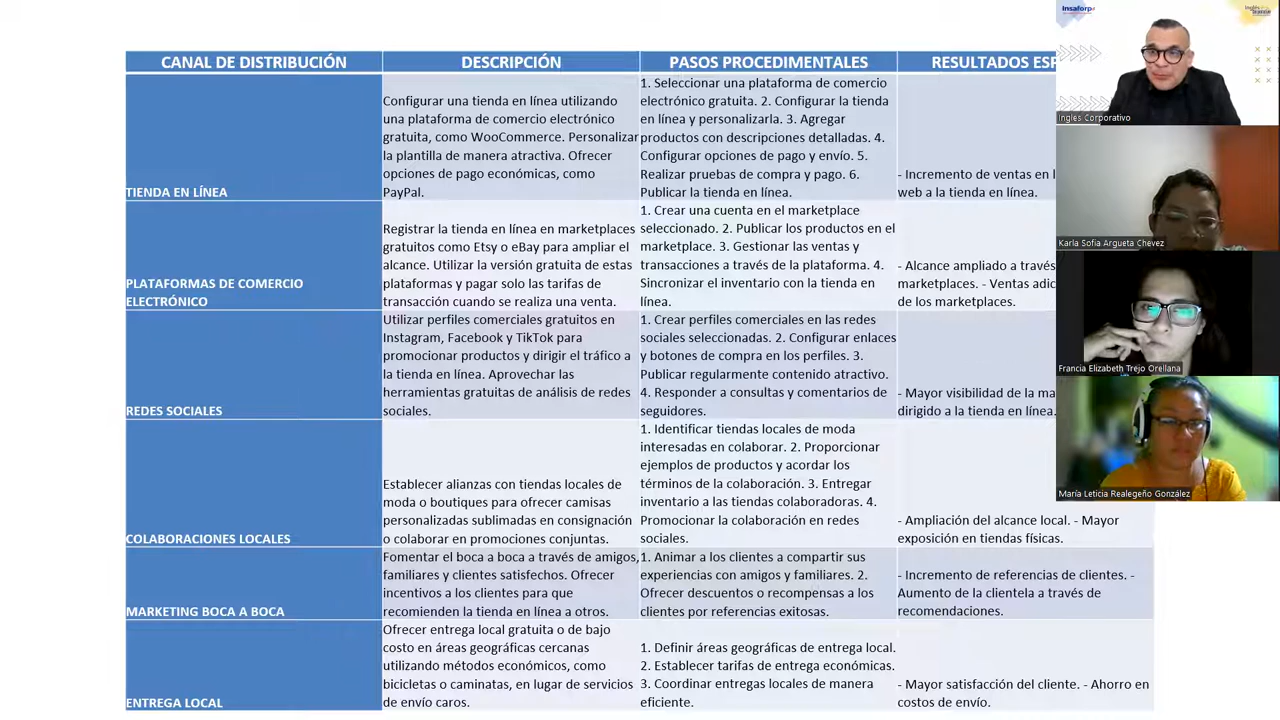 CANAL DE DISTRIBUCIÓN
DESCRIPCIÓN
PASOS PROCEDIMENTALES
RESULTADOS ESP
TIENDA EN LÍNEA
Configurar una tienda en línea utilizando
una plataforma de comercio electrónico
gratuita, como WooCommerce. Personalizar
la plantilla de manera atractiva. Ofrecer
opciones de pago económicas, como
PayPal.
1. Seleccionar una plataforma de comercio
electrónico gratuita. 2. Configurar la tienda
en línea y personalizarla. 3. Agregar
productos con descripciones detalladas. 4.
Configurar opciones de pago y envío. 5.
Realizar pruebas de compra y pago. 6.
Publicar la tienda en línea.
- Incremento de ventas en l
web a la tienda en línea.
PLATAFORMAS DE COMERCIO
ELECTRÓNICO
Registrar la tienda en línea en marketplaces
gratuitos como Etsy o eBay para ampliar el
alcance. Utilizar la versión gratuita de estas
plataformas y pagar solo las tarifas de
transacción cuando se realiza una venta.
1. Crear una cuenta en el marketplace
seleccionado. 2. Publicar los productos en el
marketplace. 3. Gestionar las ventas y
transacciones a través de la plataforma. 4.
Sincronizar el inventario con la tienda en
línea.
- Alcance ampliado a través
marketplaces. - Ventas adic
de los marketplaces.
REDES SOCIALES
Utilizar perfiles comerciales gratuitos en
Instagram, Facebook y TikTok para
promocionar productos y dirigir el tráfico a
la tienda en línea. Aprovechar las
herramientas gratuitas de análisis de redes
sociales.
1. Crear perfiles comerciales en las redes
sociales seleccionadas. 2. Configurar enlaces
y botones de compra en los perfiles. 3.
Publicar regularmente contenido atractivo.
4. Responder a consultas y comentarios de
seguidores.
- Mayor visibilidad de la ma
dirigido a la tienda en línea.
COLABORACIONES LOCALES
Establecer alianzas con tiendas locales de
moda o boutiques para ofrecer camisas
personalizadas sublimadas en consignación
o colaborar en promociones conjuntas.
1. Identificar tiendas locales de moda
interesadas en colaborar. 2. Proporcionar
ejemplos de productos y acordar los
términos de la colaboración. 3. Entregar
inventario a las tiendas colaboradoras. 4.
Promocionar la colaboración en redes
sociales.
- Ampliación del alcance local. - Mayor
exposición en tiendas físicas.
MARKETING BOCA A BOCA
Fomentar el boca a boca a través de amigos,
familiares y clientes satisfechos. Ofrecer
incentivos a los clientes para que
recomienden la tienda en línea a otros.
1. Animar a los clientes a compartir sus
experiencias con amigos y familiares. 2.
Ofrecer descuentos o recompensas a los
clientes por referencias exitosas.
- Incremento de referencias de clientes. -
Aumento de la clientela a través de
recomendaciones.
ENTREGA LOCAL
Ofrecer entrega local gratuita o de bajo
costo en áreas geográficas cercanas
utilizando métodos económicos, como
bicicletas o caminatas, en lugar de servicios
de envío caros.
1. Definir áreas geográficas de entrega local.
2. Establecer tarifas de entrega económicas.
3. Coordinar entregas locales de manera
eficiente.
- Mayor satisfacción del cliente. - Ahorro en
costos de envío.
Insaforp
Ingles Corporativo
Karla Sofia Argueta Chevez
Francia Elizabeth Trejo Orellana
María Leticia Realegeño González